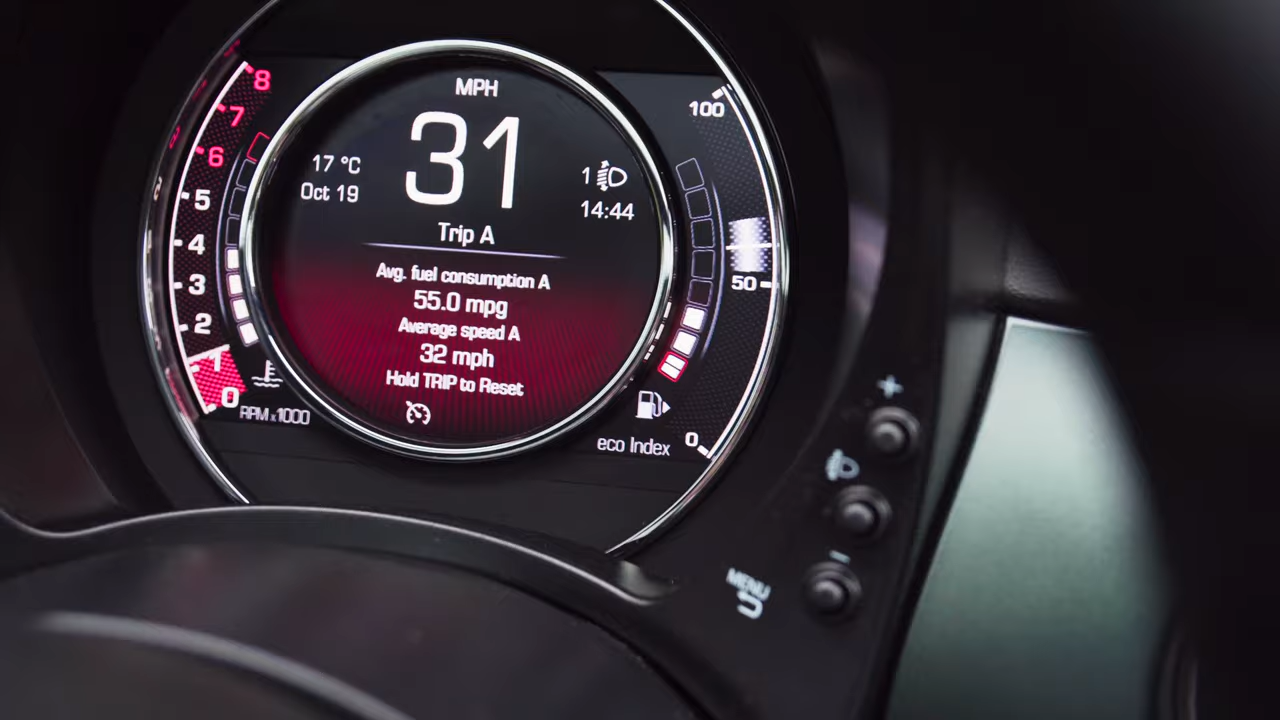 MPH
31
17 °C
Oct 19
1
14:44
Trip A
Avg. fuel consumption A
55.0 mpg
Average speed A
32 mph
Hold TRIP to Reset
8
7
6
5
4
3
2
1
0
RPM x1000
100
50
0
eco Index
+
-
MENU